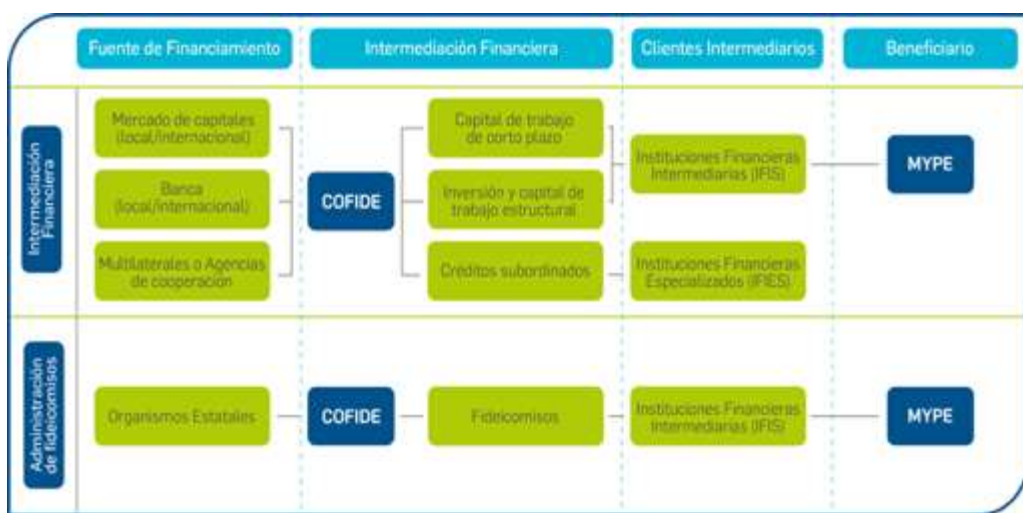 Fuente de Financiamiento
Intermediación Financiera
Clientes Intermediarios
Beneficiario
Intermediación
Financiera
Mercado de capitales
(local/internacional)
Banca
(local/internacional)
Multilaterales o Agencias
de cooperación
COFIDE
Capital de trabajo
de corto plazo
Inversión y capital de
trabajo estructural
Créditos subordinados
Instituciones Financieras
Intermediarias (IFIS)
Instituciones Financieras
Especializados (IFIES)
MYPE
Administración
de fideicomisos
Organismos Estatales
COFIDE
Fideicomisos
Instituciones Financieras
Intermediarias (IFIS)
MYPE